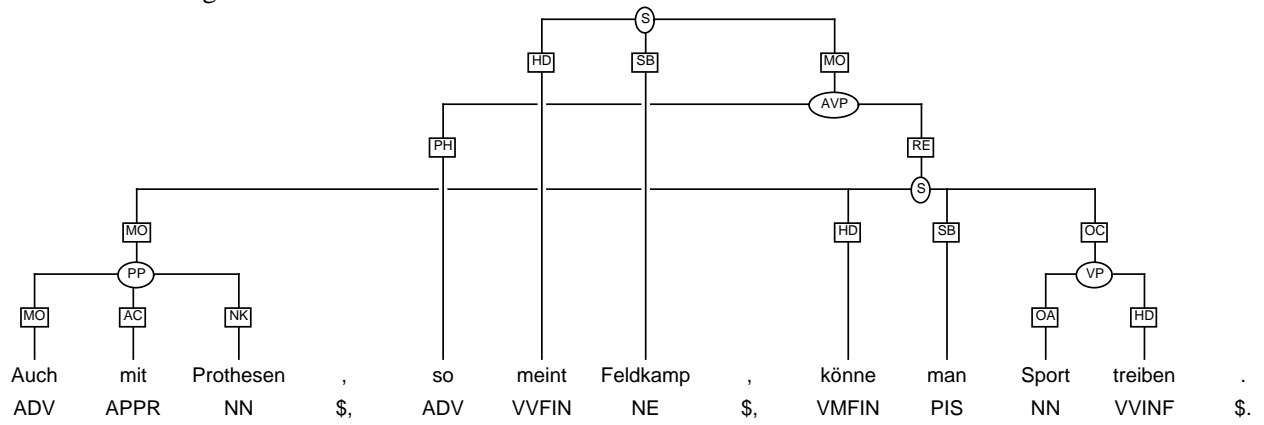 S
HD SB MO
AVP
PH RE
S
MO HD SB OC
PP VP
MO AC NK OA HD
Auch mit Prothesen , so meint Feldkamp , könne man Sport treiben .
ADV APPR NN $, ADV VVFIN NE $, VMFIN PIS NN VVINF $.